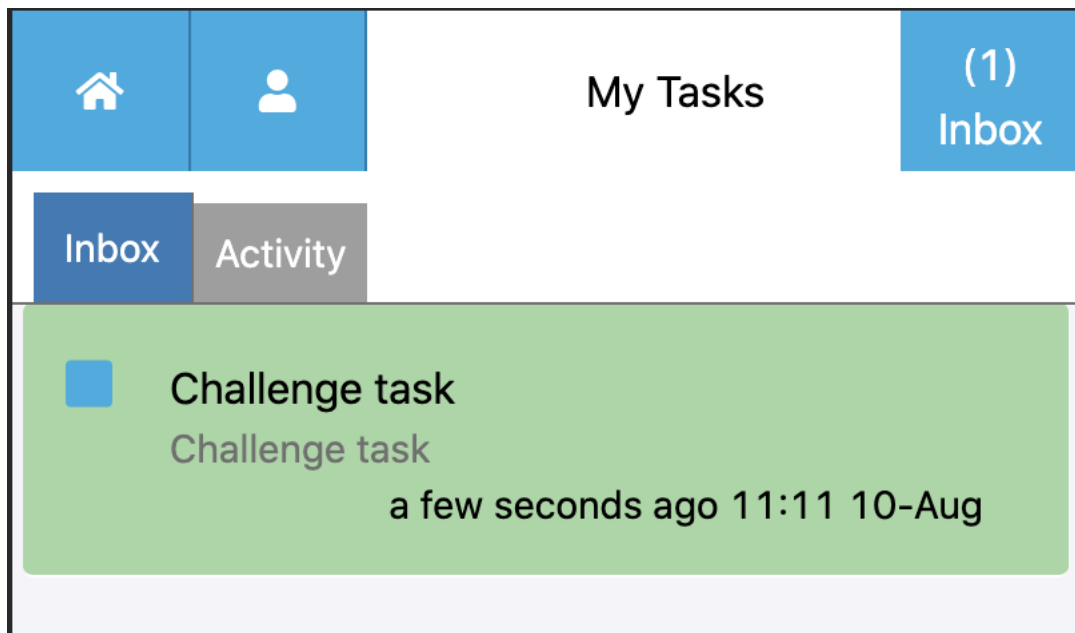 My Tasks
(1)
Inbox
Inbox
Activity
Challenge task
Challenge task
a few seconds ago 11:11 10-Aug